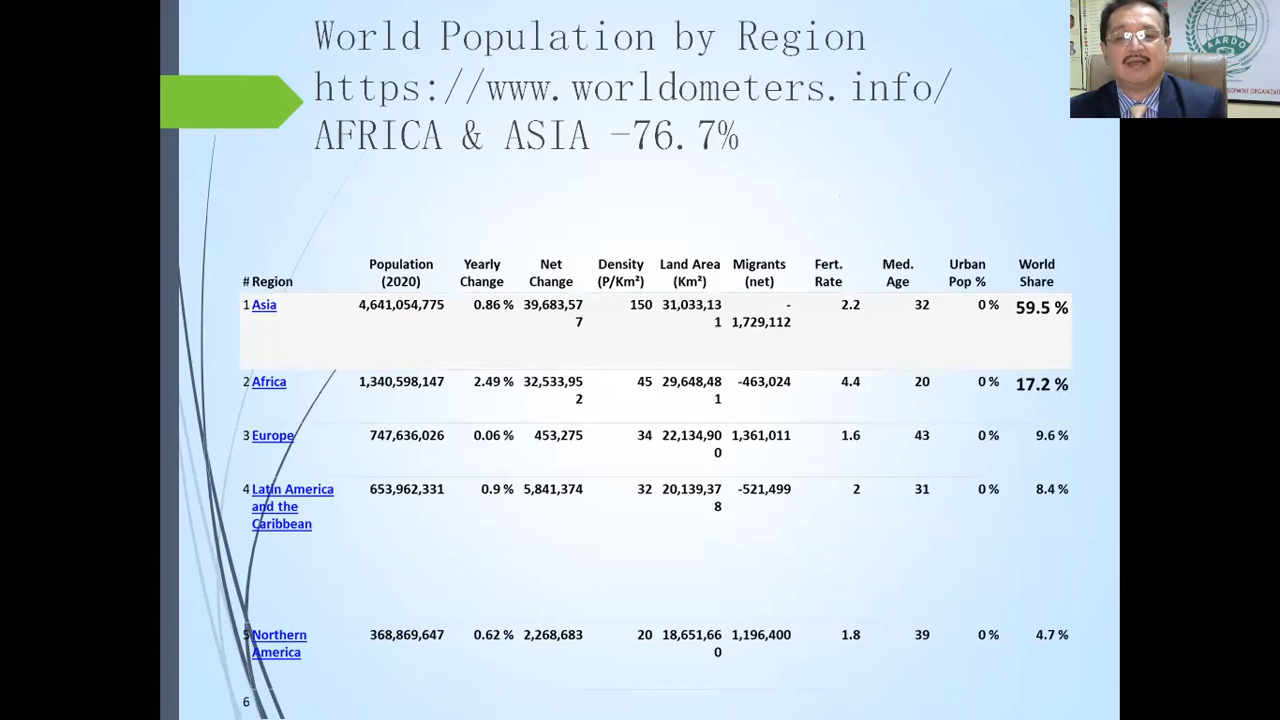 World Population by Region
https://www.worldometers.info/
AFRICA & ASIA -76.7%
AARDO
DEVELOPMENT ORGANIZATI
# Region Population (2020) Yearly Change Net Change Density (P/Km²) Land Area (Km²) Migrants (net) Fert. Rate Med. Age Urban Pop % World Share
1 Asia 4,641,054,775 0.86 % 39,683,577 150 31,033,131 -1,729,112 2.2 32 0 % 59.5 %
2 Africa 1,340,598,147 2.49 % 32,533,952 45 29,648,481 -463,024 4.4 20 0 % 17.2 %
3 Europe 747,636,026 0.06 % 453,275 34 22,134,900 1,361,011 1.6 43 0 % 9.6 %
4 Latin America and the Caribbean 653,962,331 0.9 % 5,841,374 32 20,139,378 -521,499 2 31 0 % 8.4 %
5 Northern America 368,869,647 0.62 % 2,268,683 20 18,651,660 1,196,400 1.8 39 0 % 4.7 %
6